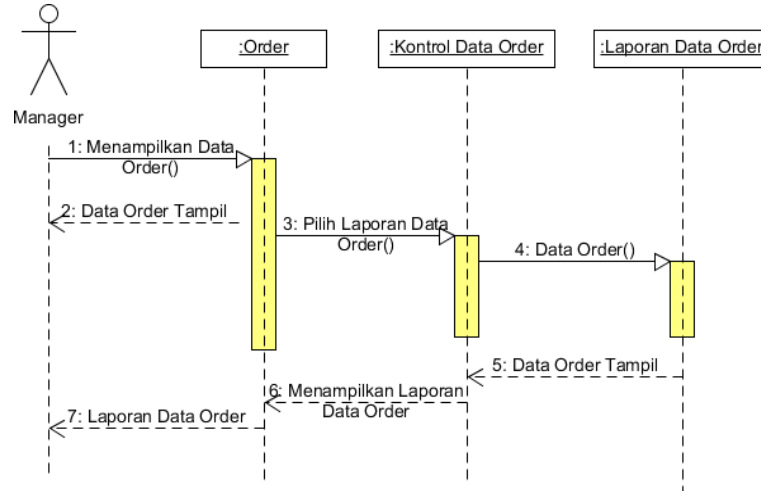 :Order
:Kontrol Data Order
:Laporan Data Order
Manager
1: Menampilkan Data
Order()
2: Data Order Tampil
3: Pilih Laporan Data
Order()
4: Data Order()
5: Data Order Tampil
6: Menampilkan Laporan
Data Order
7: Laporan Data Order